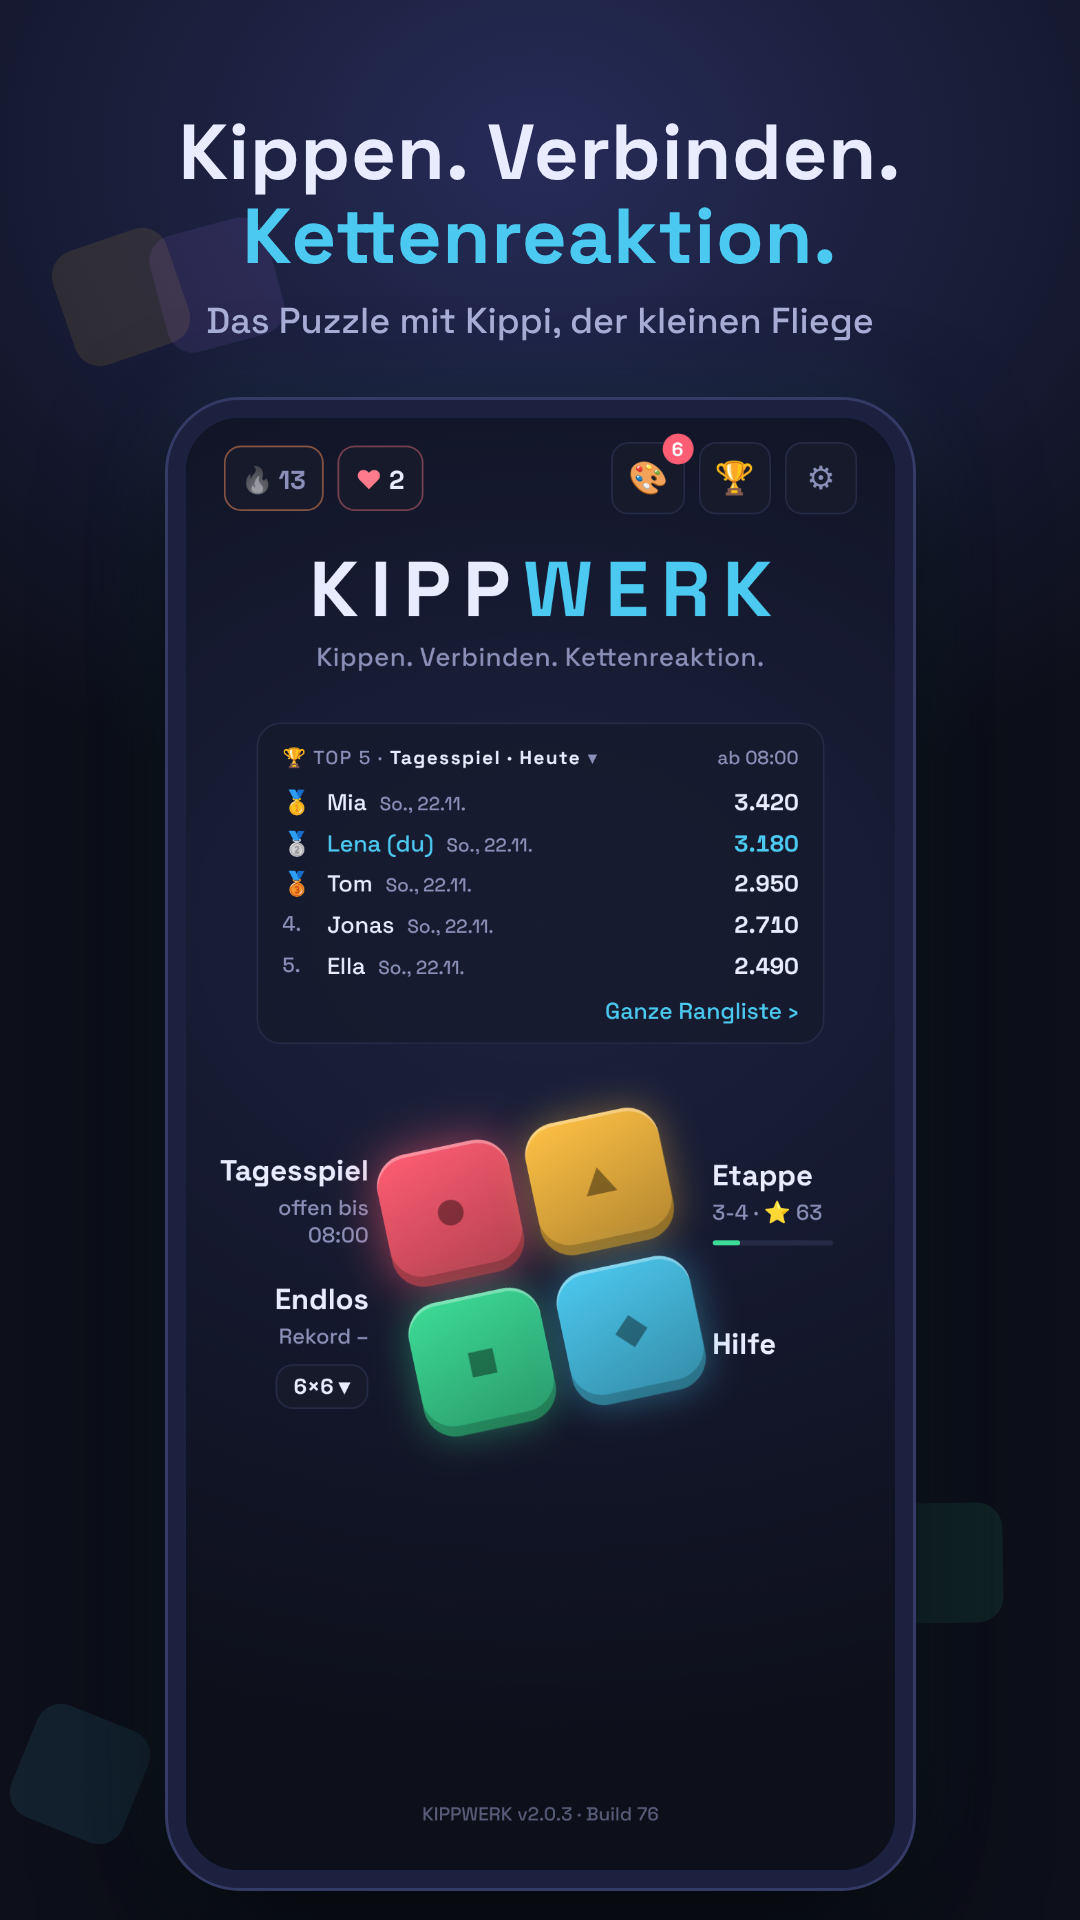 Kippen. Verbinden.
Kettenreaktion.
Das Puzzle mit Kippi, der kleinen Fliege
🔥 13 ♥ 2 6
KIPPWERK
Kippen. Verbinden. Kettenreaktion.
🏆 TOP 5 · Tagesspiel · Heute ▾ ab 08:00
🥇 Mia So., 22.11. 3.420
🥈 Lena (du) So., 22.11. 3.180
🥉 Tom So., 22.11. 2.950
4. Jonas So., 22.11. 2.710
5. Ella So., 22.11. 2.490
Ganze Rangliste ›
Tagesspiel
offen bis
08:00
Etappe
3-4 · ⭐ 63
Endlos
Rekord –
6×6 ▾
Hilfe
KIPPWERK v2.0.3 · Build 76